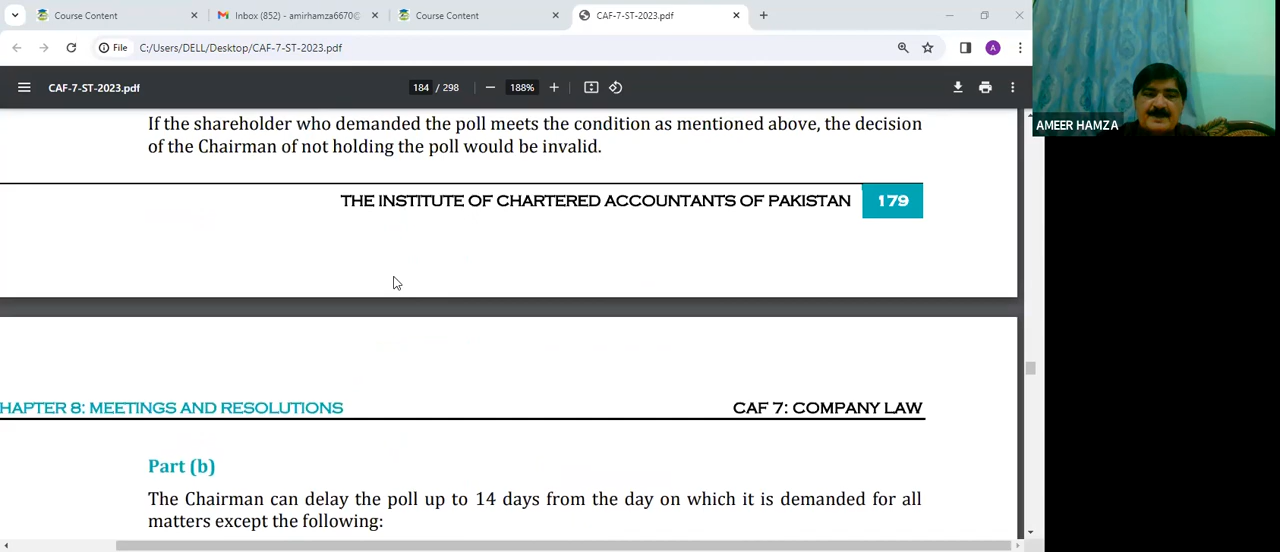 Course Content
Inbox (852) - amirhamza6670@
Course Content
CAF-7-ST-2023.pdf
File
C:/Users/DELL/Desktop/CAF-7-ST-2023.pdf
A
CAF-7-ST-2023.pdf
184 / 298
188%
AMEER HAMZA
If the shareholder who demanded the poll meets the condition as mentioned above, the decision
of the Chairman of not holding the poll would be invalid.
THE INSTITUTE OF CHARTERED ACCOUNTANTS OF PAKISTAN
179
HAPTER 8: MEETINGS AND RESOLUTIONS
CAF 7: COMPANY LAW
Part (b)
The Chairman can delay the poll up to 14 days from the day on which it is demanded for all
matters except the following: